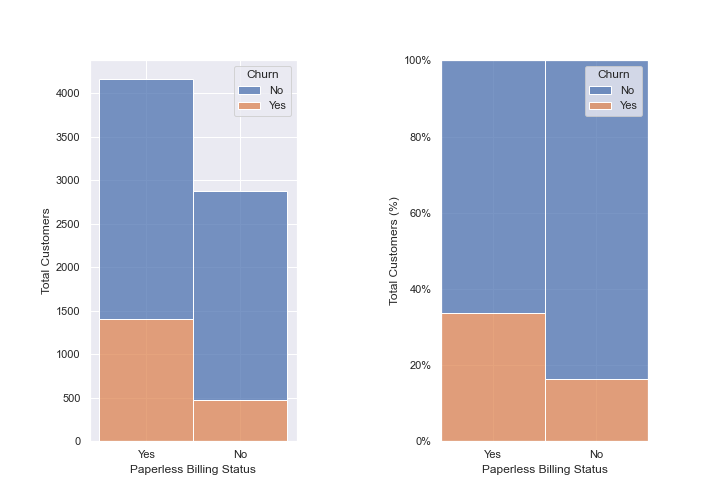 Churn
No
Yes
4000
3500
3000
2500
2000
1500
1000
500
0
Total Customers
Yes No
Paperless Billing Status
Churn
No
Yes
100%
80%
60%
40%
20%
0%
Total Customers (%)
Yes No
Paperless Billing Status